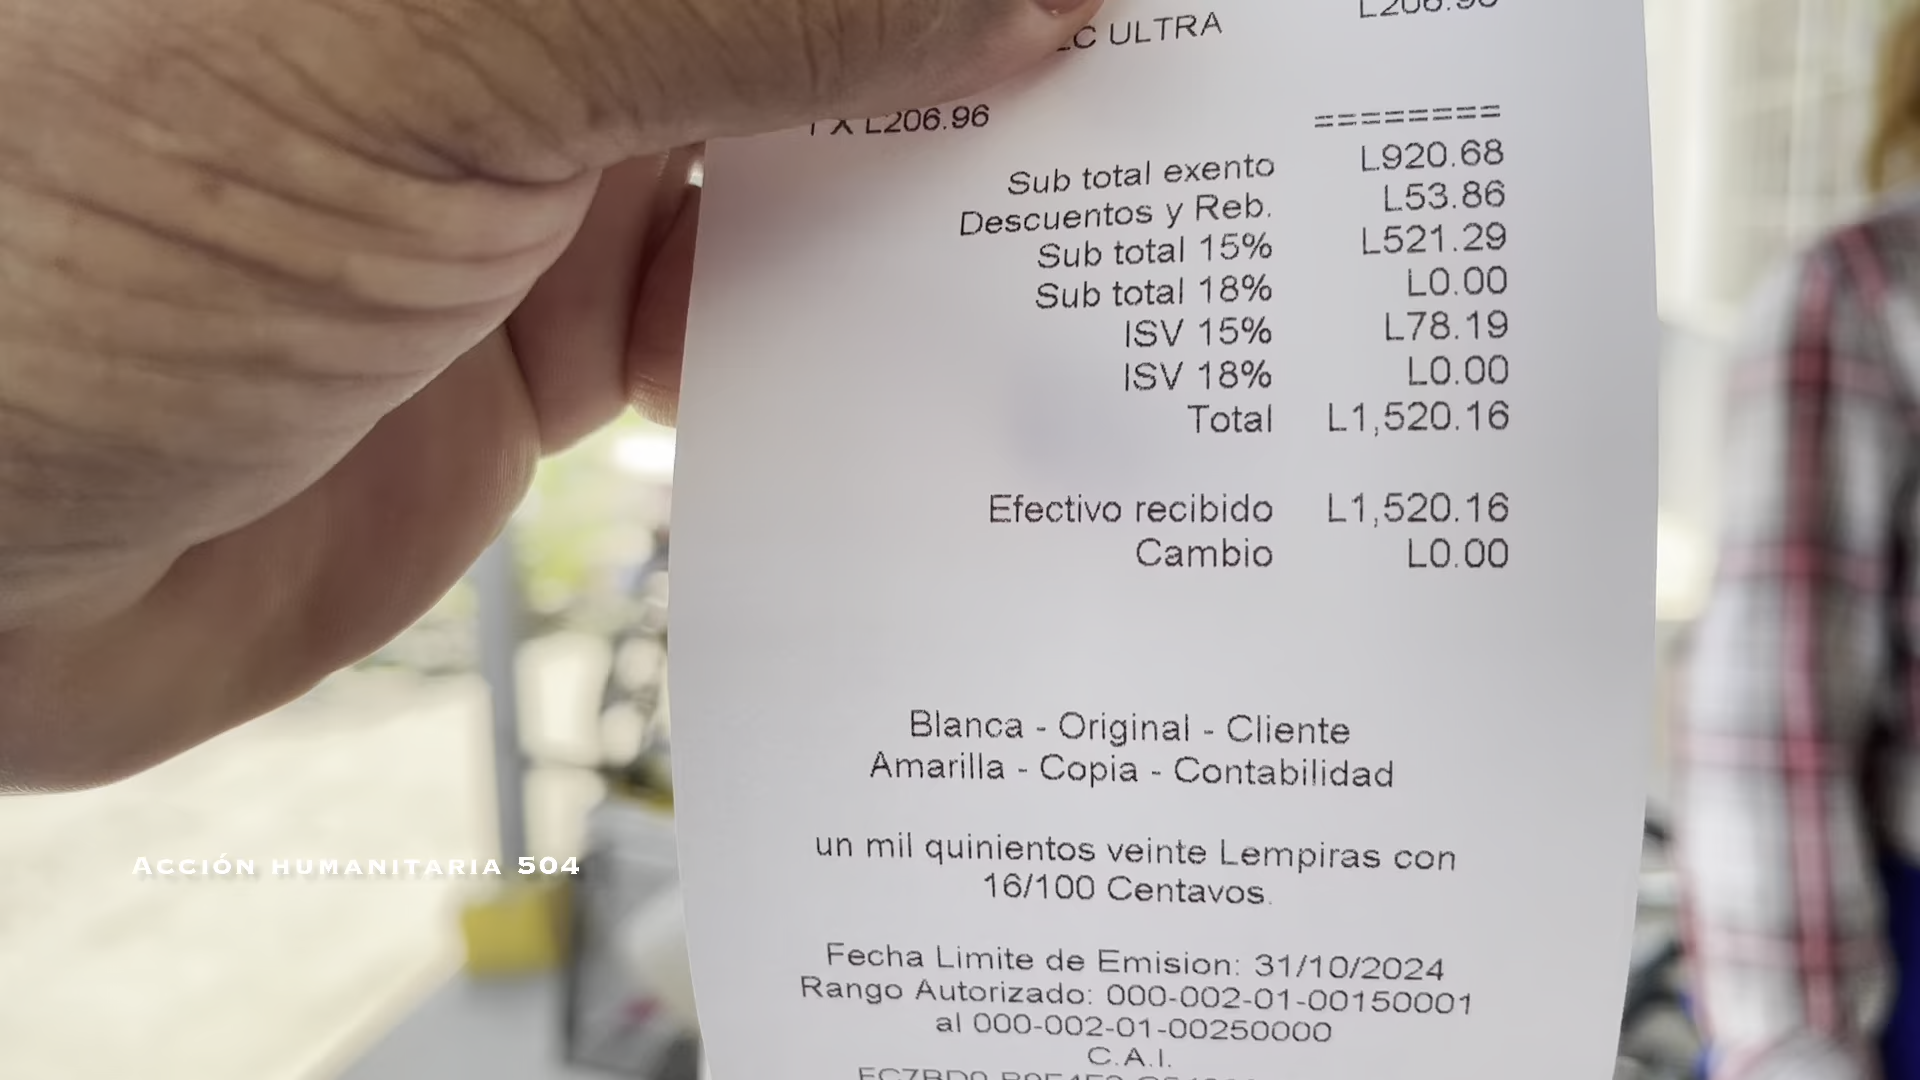 ULTRA
X L206.96
========
Sub total exento L920.68
Descuentos y Reb. L53.86
Sub total 15% L521.29
Sub total 18% L0.00
ISV 15% L78.19
ISV 18% L0.00
Total L1,520.16
Efectivo recibido L1,520.16
Cambio L0.00
Blanca - Original - Cliente
Amarilla - Copia - Contabilidad
un mil quinientos veinte Lempiras con
16/100 Centavos.
Fecha Limite de Emision: 31/10/2024
Rango Autorizado: 000-002-01-00150001
al 000-002-01-00250000
C.A.I.
Acción humanitaria 504